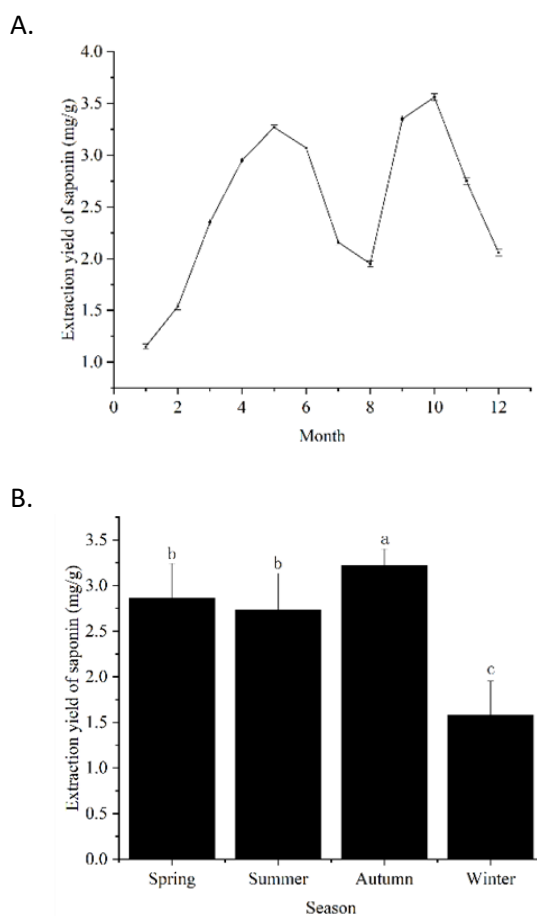 A.
4.0
3.5
3.0
2.5
2.0
1.5
1.0
Extraction yield of saponin (mg/g)
0 2 4 6 8 10 12
Month
B.
3.5
3.0
2.5
2.0
1.5
1.0
0.5
0.0
Extraction yield of saponin (mg/g)
b b a c
Spring Summer Autumn Winter
Season